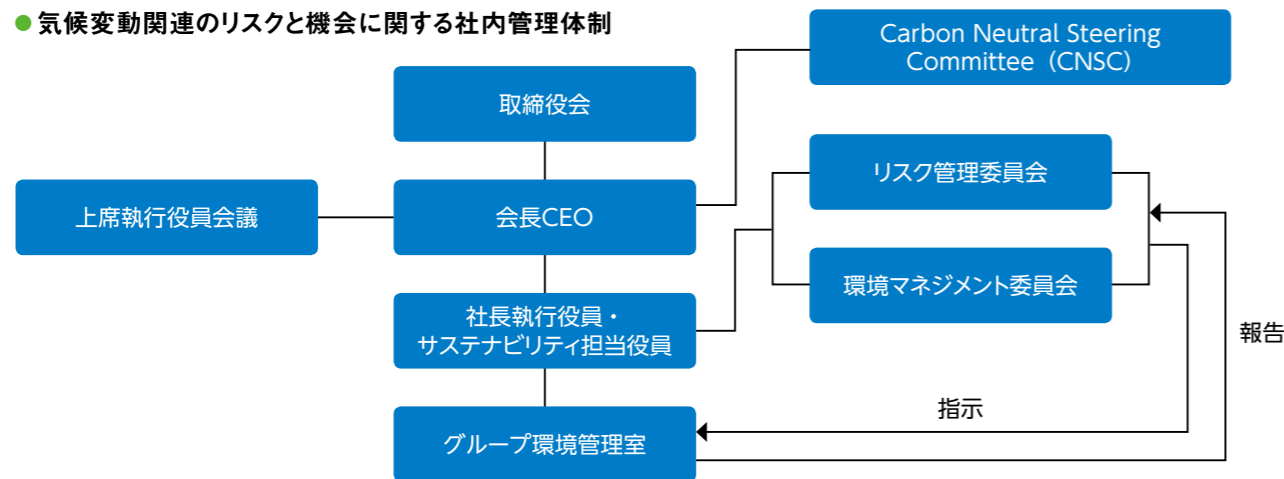 気候変動関連のリスクと機会に関する社内管理体制
Carbon Neutral Steering
Committee（CNSC）
取締役会
リスク管理委員会
上席執行役員会議
会長CEO
環境マネジメント委員会
社長執行役員・
サステナビリティ担当役員
報告
指示
グループ環境管理室